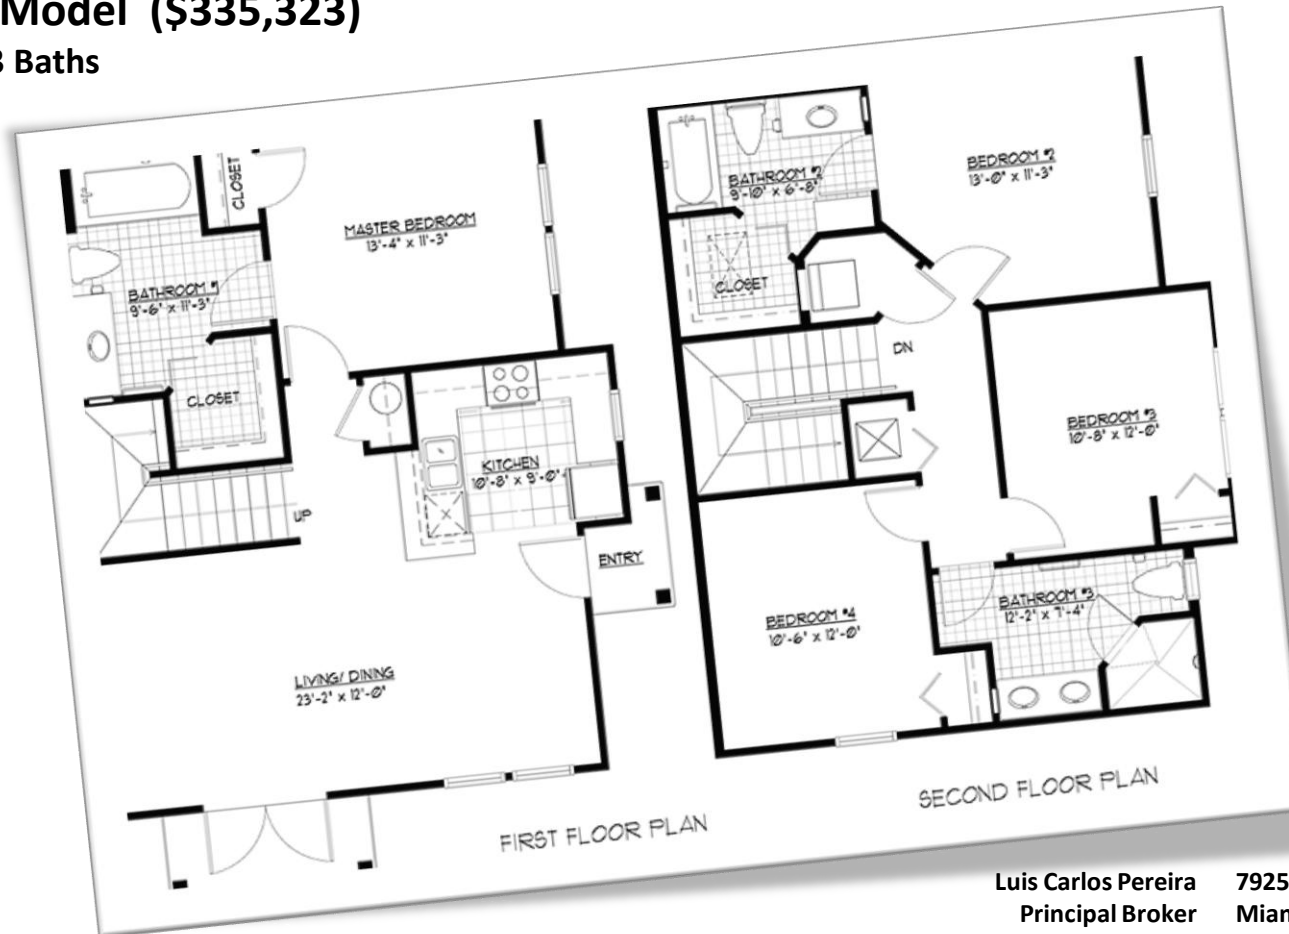 Model ($335,323)
3 Baths
CLOSET
MASTER BEDROOM
13'-4" x 11'-3"
BATHROOM #1
9'-6" x 11'-3"
CLOSET
KITCHEN
10'-8" x 9'-0"
UP
ENTRY
LIVING/ DINING
23'-2" x 12'-0"
FIRST FLOOR PLAN
BATHROOM #2
9'-10" x 6'-8"
BEDROOM #2
13'-0" x 11'-3"
CLOSET
DN
BEDROOM #3
10'-8" x 12'-0"
BEDROOM #4
10'-6" x 12'-0"
BATHROOM #3
12'-2" x 7'-4"
SECOND FLOOR PLAN
Luis Carlos Pereira 7925
Principal Broker Mian